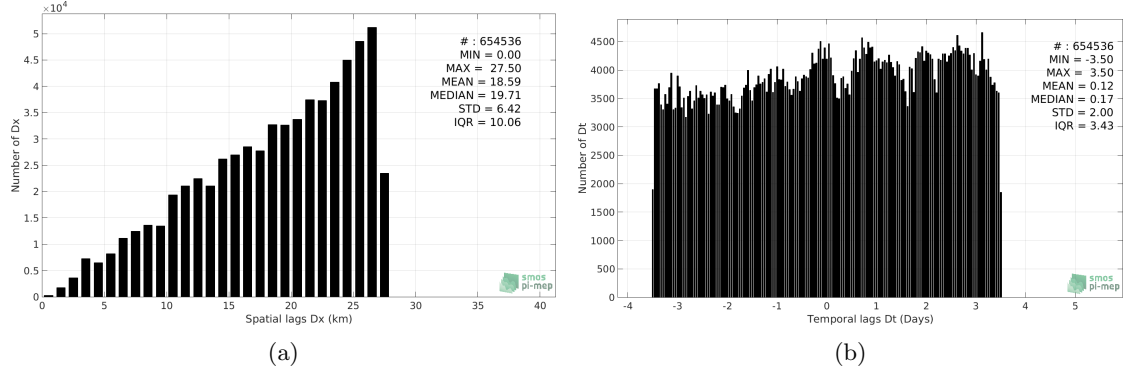 ×10⁴
5
4.5
4
3.5
3
2.5
2
1.5
1
0.5
0
0 5 10 15 20 25 30 35 40
Number of Dx
Spatial lags Dx (km)
# : 654536
MIN = 0.00
MAX = 27.50
MEAN = 18.59
MEDIAN = 19.71
STD = 6.42
IQR = 10.06
smos
pi-mep
(a)
4500
4000
3500
3000
2500
2000
1500
1000
500
0
-4 -3 -2 -1 0 1 2 3 4 5
Number of Dt
Temporal lags Dt (Days)
# : 654536
MIN = -3.50
MAX = 3.50
MEAN = 0.12
MEDIAN = 0.17
STD = 2.00
IQR = 3.43
smos
pi-mep
(b)